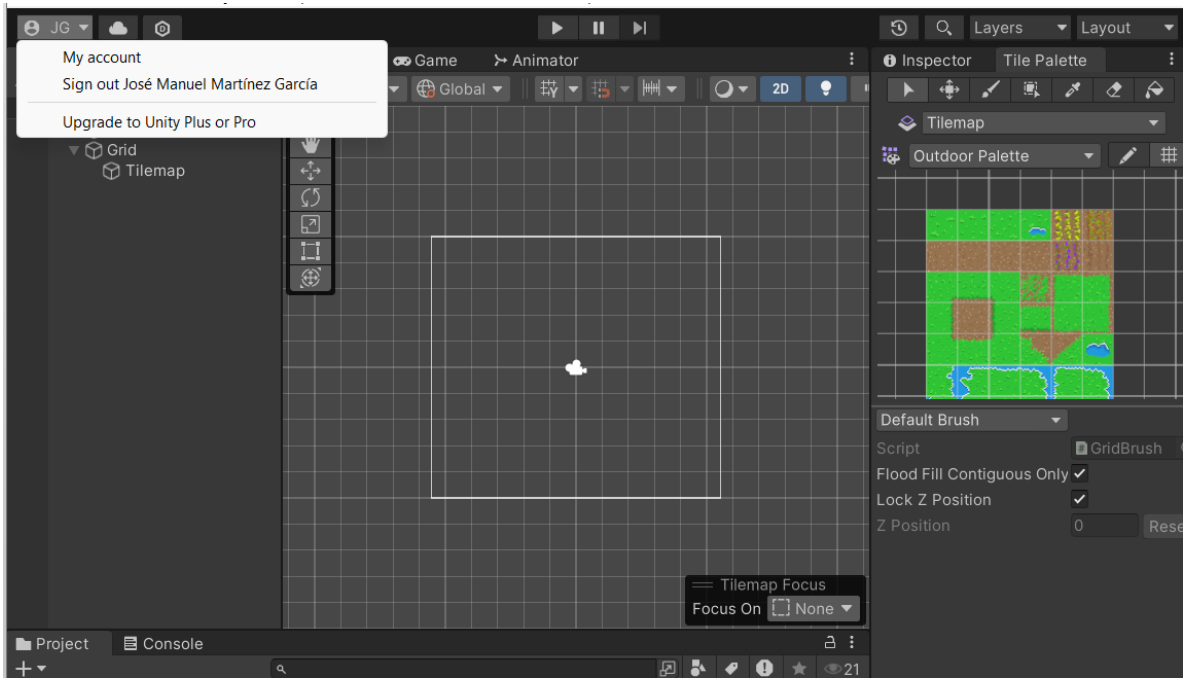 JG
Layers
Layout
My account
Sign out José Manuel Martínez García
Upgrade to Unity Plus or Pro
Game
Animator
Inspector
Tile Palette
Global
2D
Tilemap
Grid
Tilemap
Outdoor Palette
Default Brush
Script
GridBrush
Flood Fill Contiguous Only
Lock Z Position
Z Position
0
Rese
Tilemap Focus
Focus On
None
Project
Console
21